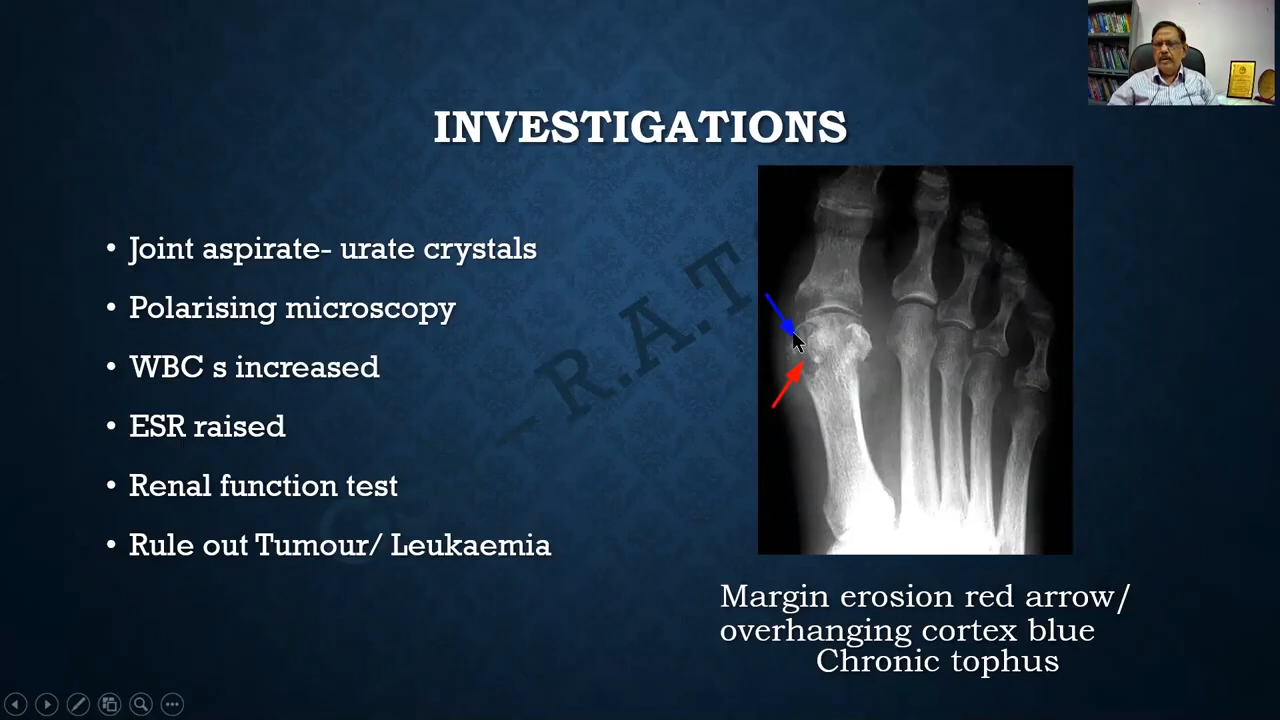 INVESTIGATIONS
• Joint aspirate- urate crystals
• Polarising microscopy
• WBC s increased
• ESR raised
• Renal function test
• Rule out Tumour/ Leukaemia
R.A.T
Margin erosion red arrow/
overhanging cortex blue
Chronic tophus